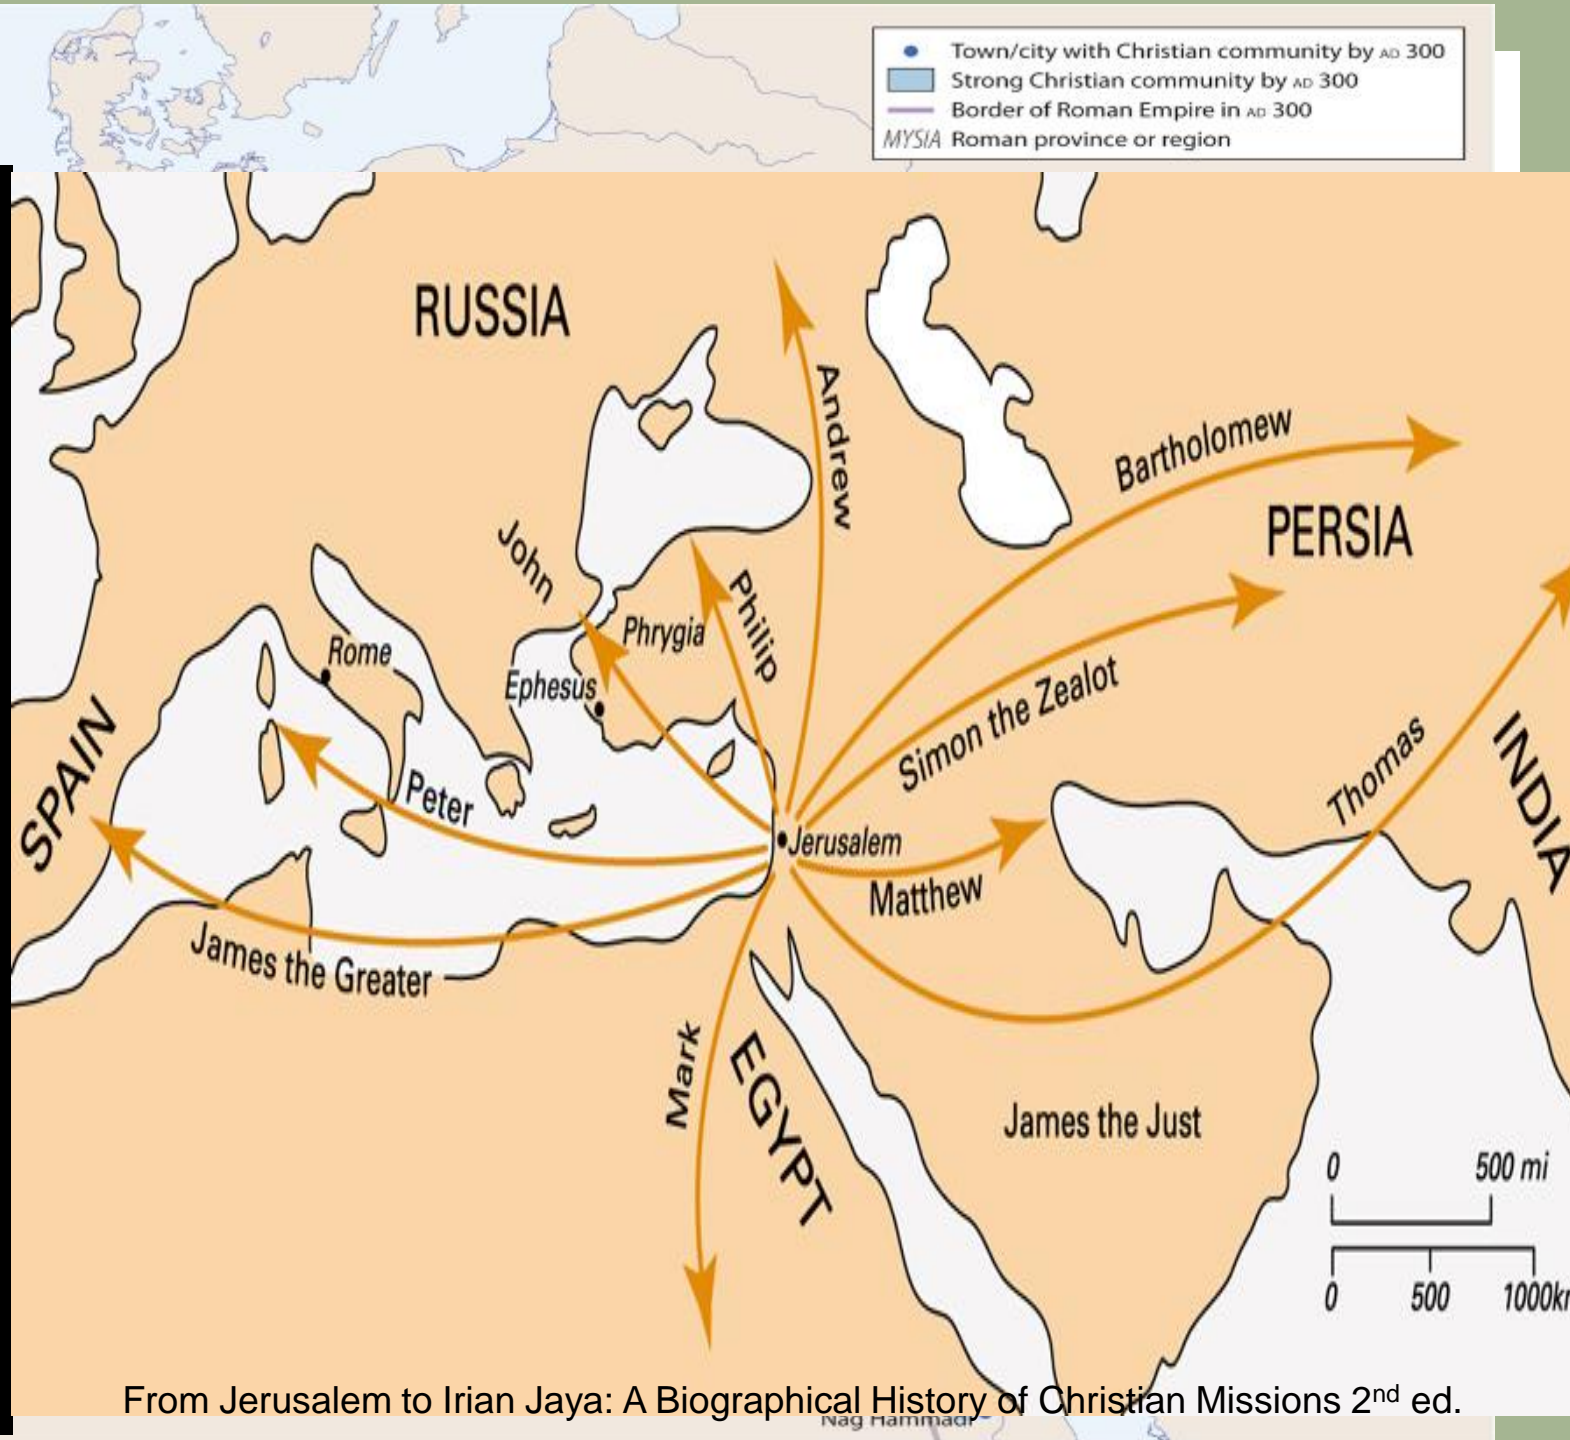 Town/city with Christian community by AD 300
Strong Christian community by AD 300
Border of Roman Empire in AD 300
MYSIA Roman province or region
RUSSIA
Andrew
Bartholomew
PERSIA
John
Philip
Phrygia
Rome
Ephesus
Simon the Zealot
SPAIN
Thomas
INDIA
Peter
Jerusalem
Matthew
James the Greater
Mark
EGYPT
James the Just
0 500 mi
0 500 1000km
From Jerusalem to Irian Jaya: A Biographical History of Christian Missions 2nd ed.
Nag Hammadi